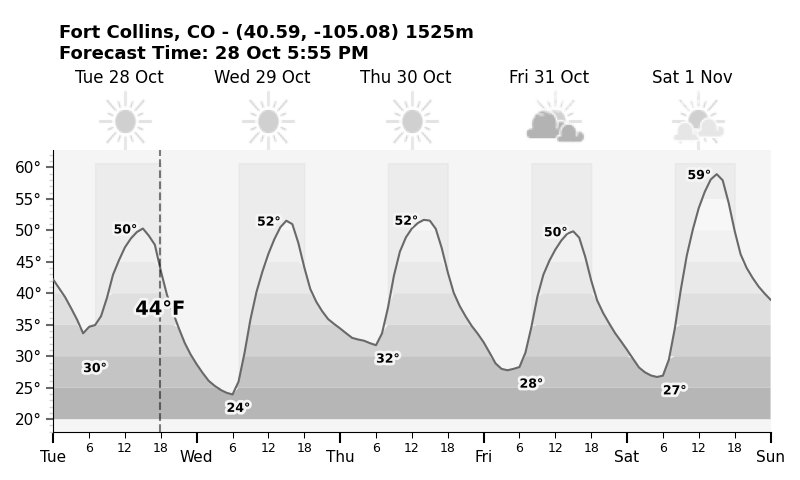 Fort Collins, CO - (40.59, -105.08) 1525m
Forecast Time: 28 Oct 5:55 PM
Tue 28 Oct Wed 29 Oct Thu 30 Oct Fri 31 Oct Sat 1 Nov
60°
59°
55°
50°
50° 52° 52° 50°
45°
40°
44°F
35°
30°
30° 32°
28° 27°
25°
24°
20°
6 12 18 6 12 18 6 12 18 6 12 18 6 12 18
Tue Wed Thu Fri Sat Sun